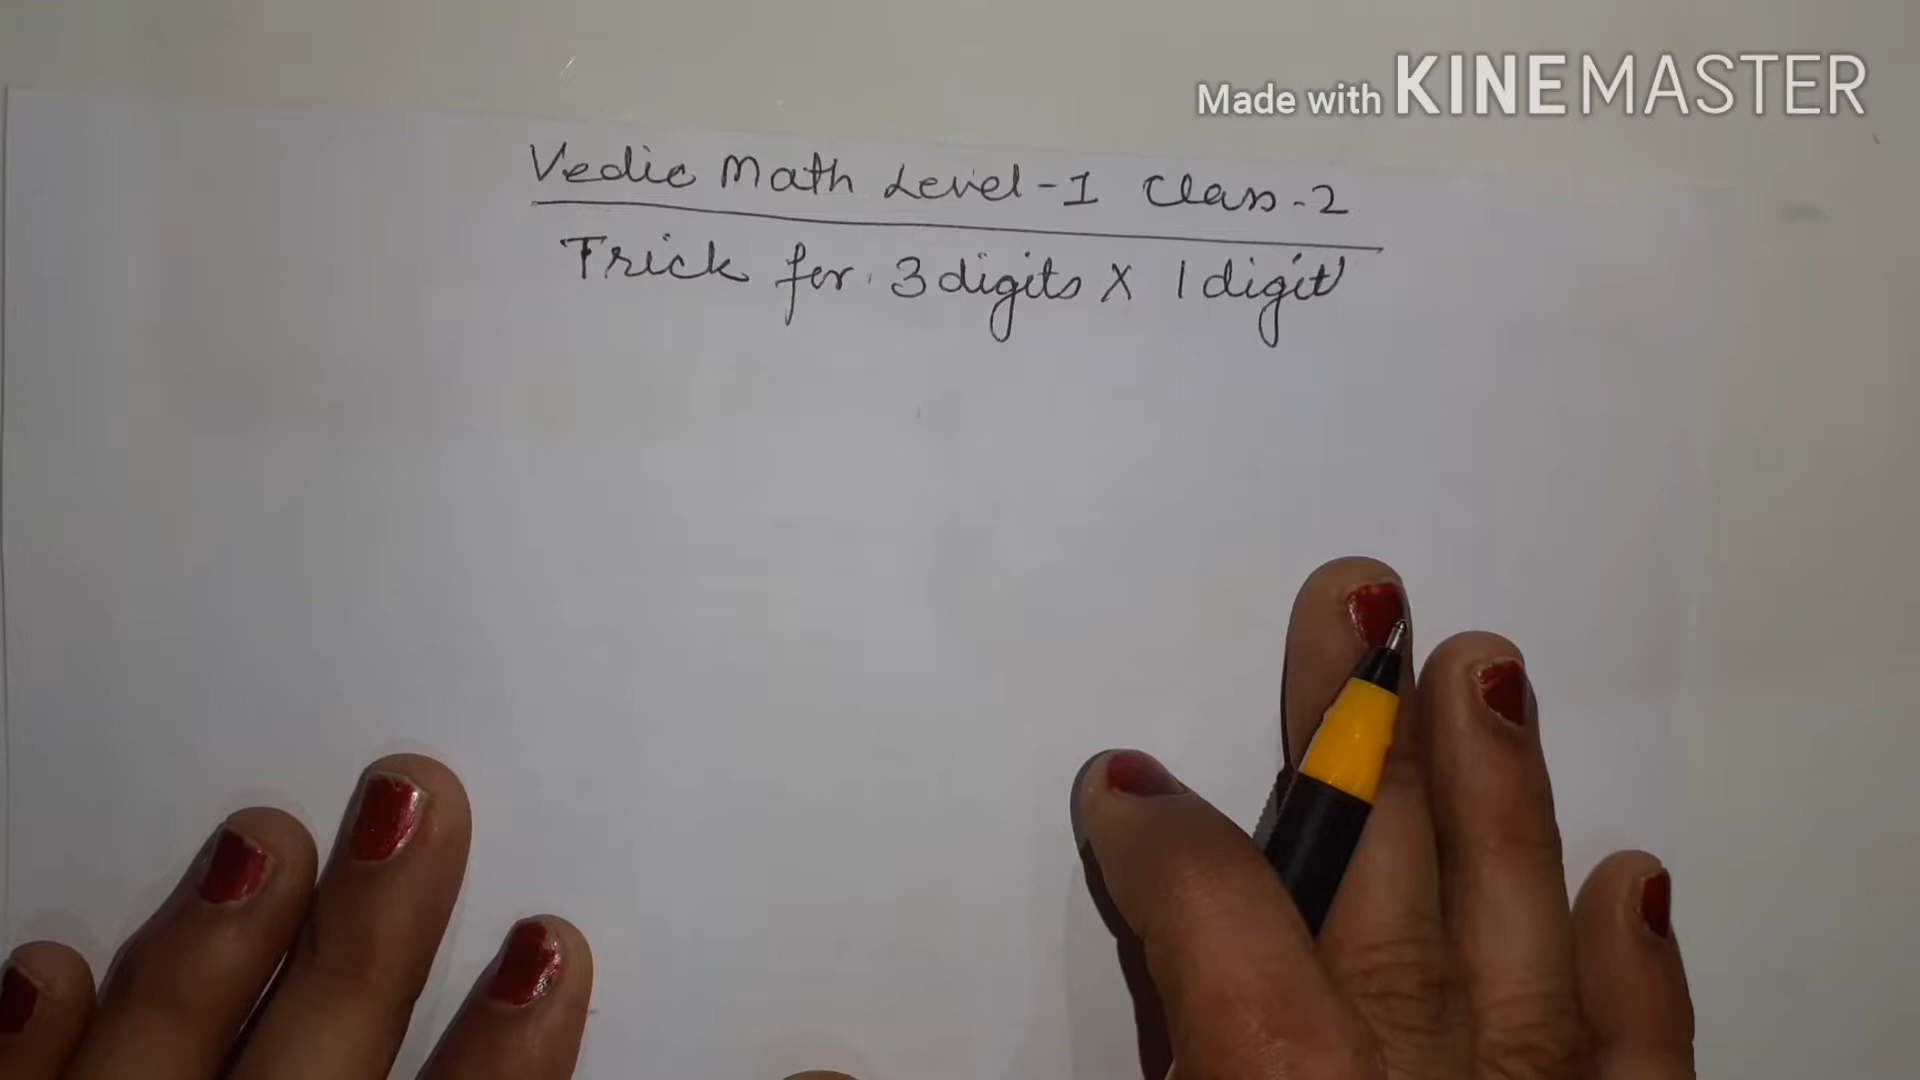 Made with KINEMASTER
Vedic Math Level-1 Class-2
Trick for 3 digits X 1 digit